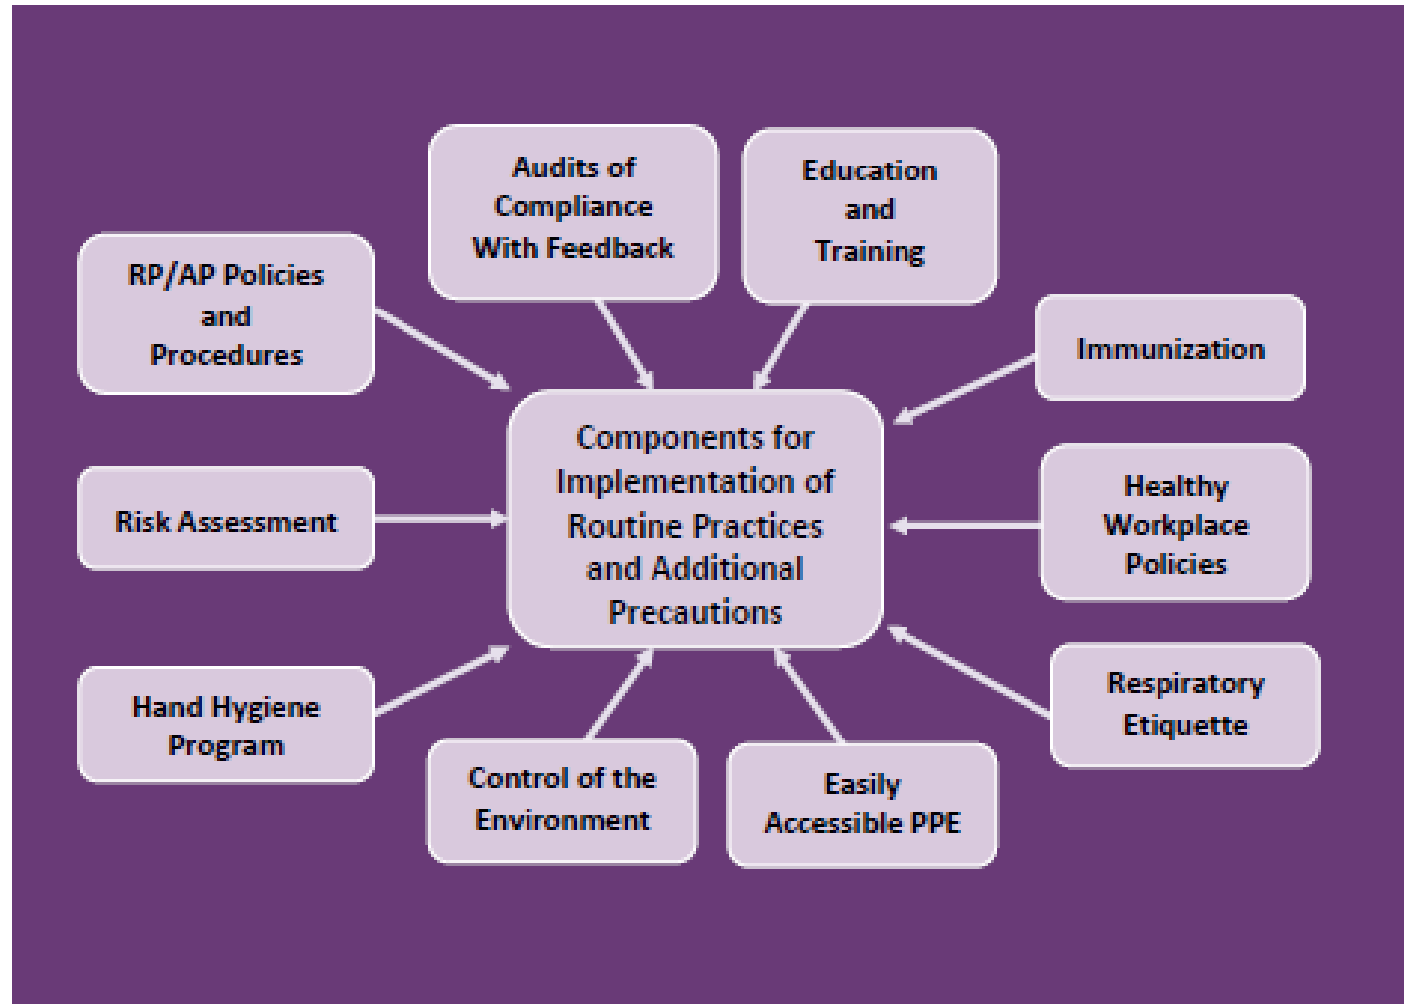 Audits of
Compliance
With Feedback
Education
and
Training
RP/AP Policies
and
Procedures
Immunization
Components for
Implementation of
Routine Practices
and Additional
Precautions
Risk Assessment
Healthy
Workplace
Policies
Hand Hygiene
Program
Respiratory
Etiquette
Control of the
Environment
Easily
Accessible PPE